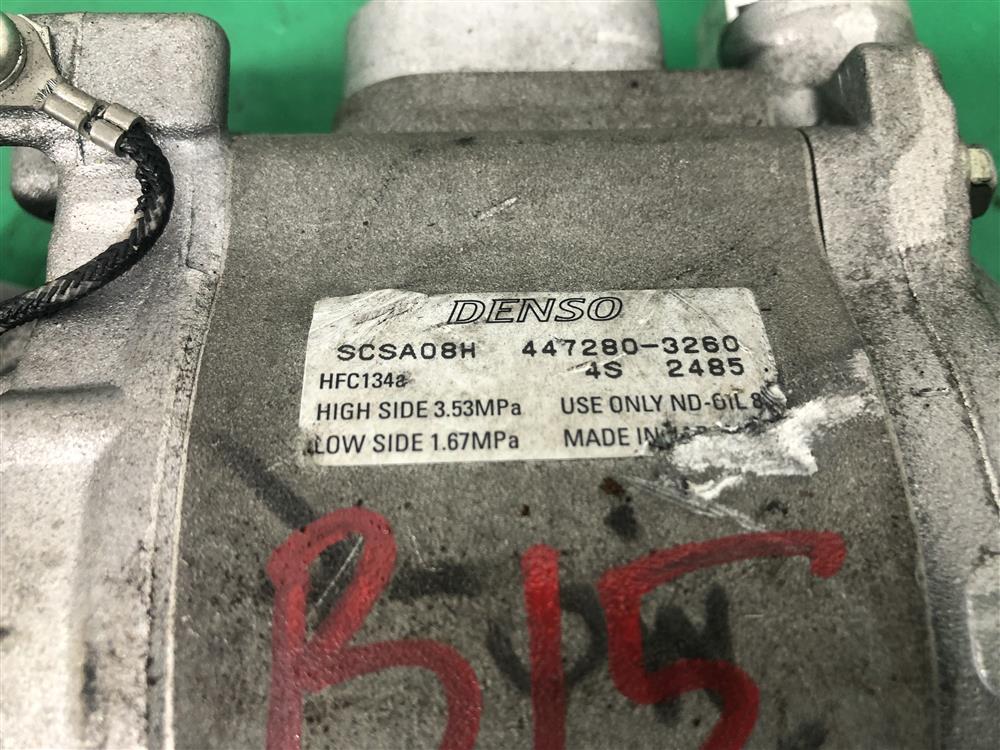 DENSO
SCSA08H 447280-3260
4S 2485
HFC134a
HIGH SIDE 3.53MPa USE ONLY ND-OIL 8
LOW SIDE 1.67MPa MADE IN
B15